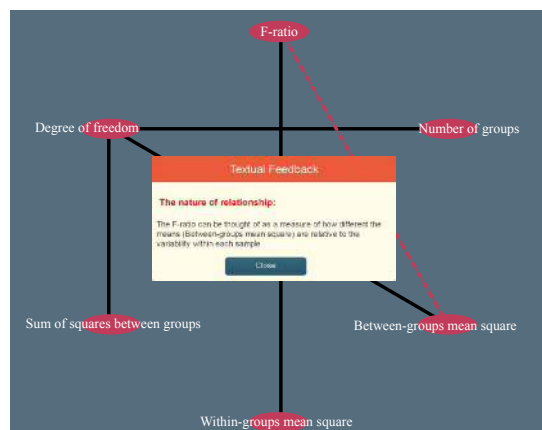 F-ratio
Degree of freedom
Number of groups
Textual Feedback
The nature of relationship:
The F-ratio can be thought of as a measure of how different the
means (Between-groups mean square) are relative to the
variability within each sample
Close
Sum of squares between groups
Between-groups mean square
Within-groups mean square